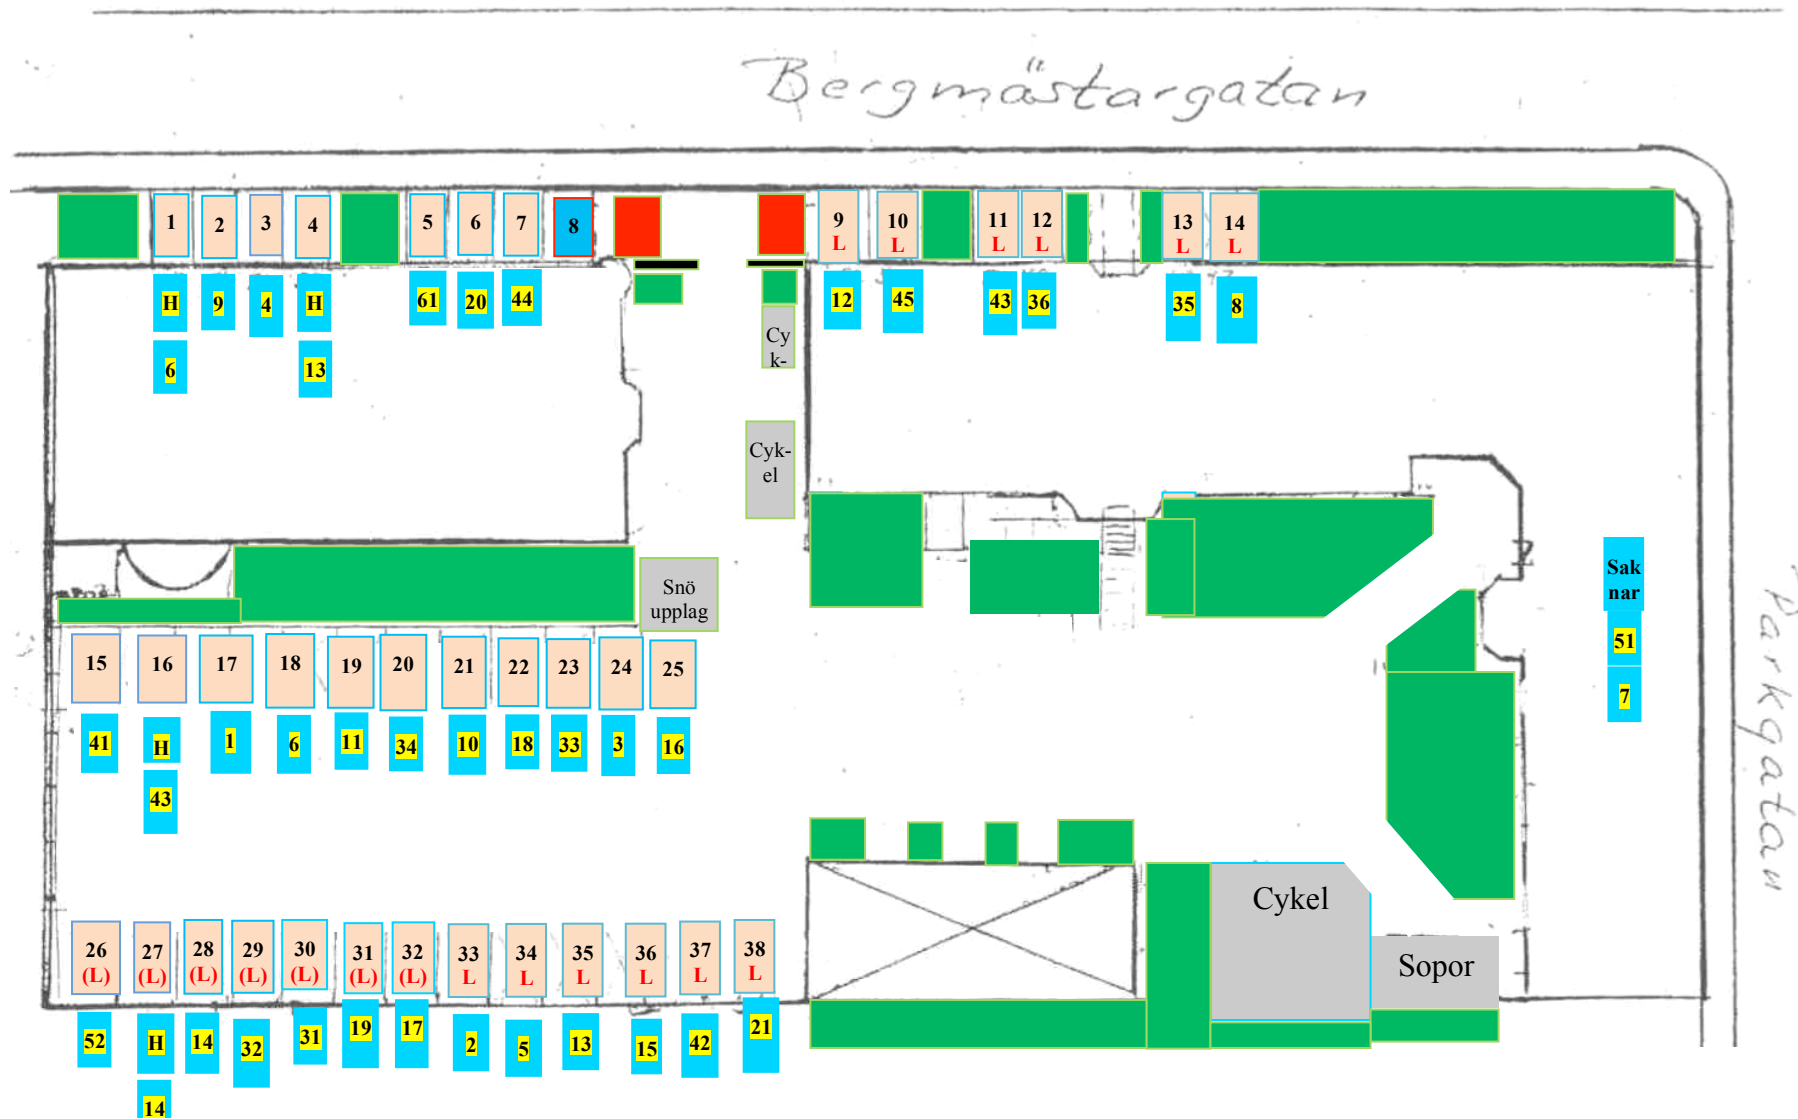 Bergmästargatan
1 2 3 4 5 6 7 8 9 10 11 12 13 14
L L L L L L
H 9 4 H 61 20 44 12 45 43 36 35 8
6 13
Cy
k-
Cyk-
el
Snö
upplag
Sak
nar
51
7
Parkgatan
15 16 17 18 19 20 21 22 23 24 25
41 H 1 6 11 34 10 18 33 3 16
43
26 27 28 29 30 31 32 33 34 35 36 37 38
(L) (L) (L) (L) (L) (L) (L) L L L L L L
52 H 14 32 31 19 17 2 5 13 15 42 21
14
Cykel
Sopor